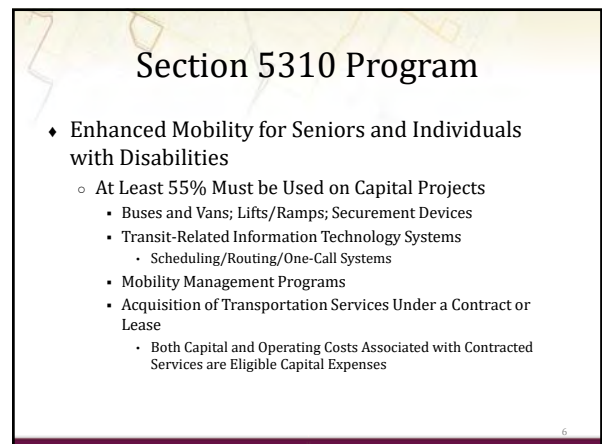 Section 5310 Program
♦ Enhanced Mobility for Seniors and Individuals
with Disabilities
○ At Least 55% Must be Used on Capital Projects
▪ Buses and Vans; Lifts/Ramps; Securement Devices
▪ Transit-Related Information Technology Systems
• Scheduling/Routing/One-Call Systems
▪ Mobility Management Programs
▪ Acquisition of Transportation Services Under a Contract or
Lease
• Both Capital and Operating Costs Associated with Contracted
Services are Eligible Capital Expenses
6